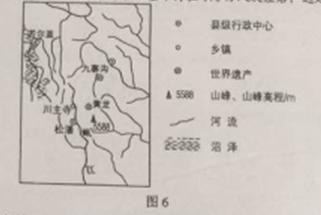 若尔盖
九寨沟
川主寺
黄龙
松潘
5588
岷
江
县级行政中心
乡镇
世界遗产
5588 山峰、山峰高程/m
河流
沼泽
图6